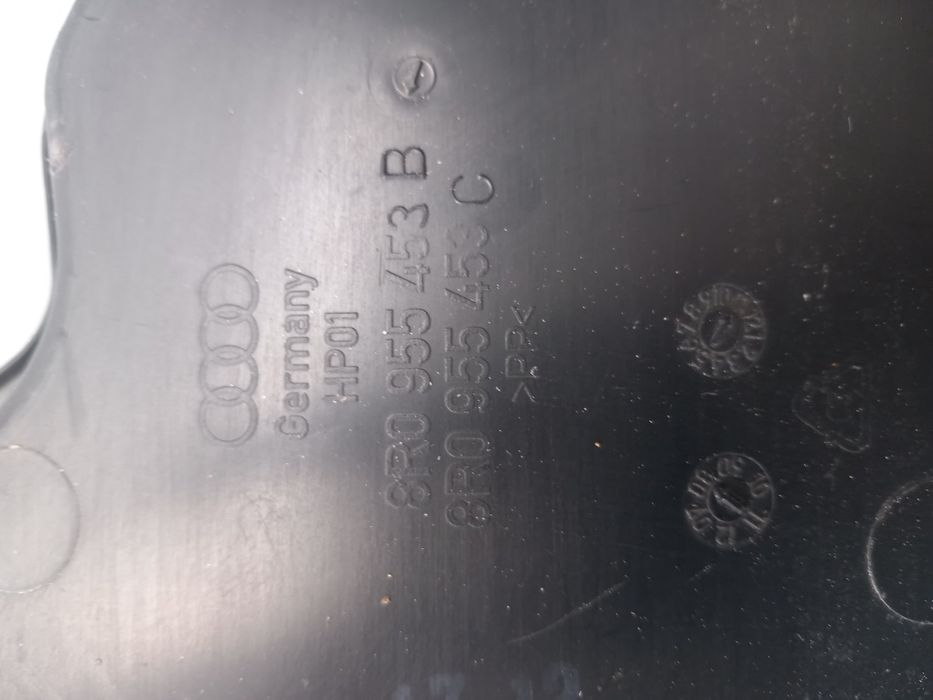 Germany
HP01
8R0 955 453 B
8R0 955 453 C
>PP<